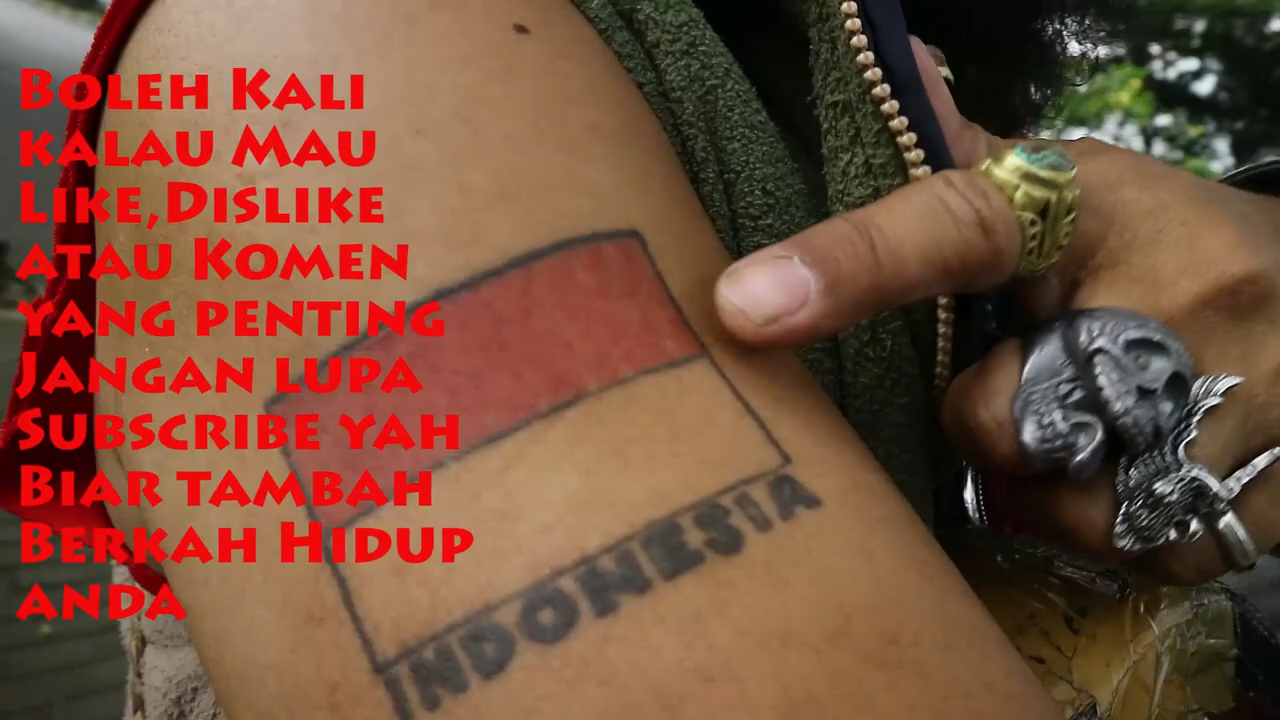 Boleh Kali
kalau Mau
Like,Dislike
atau Komen
yang penting
Jangan lupa
Subscribe yah
Biar tambah
Berkah Hidup
anda
INDONESIA